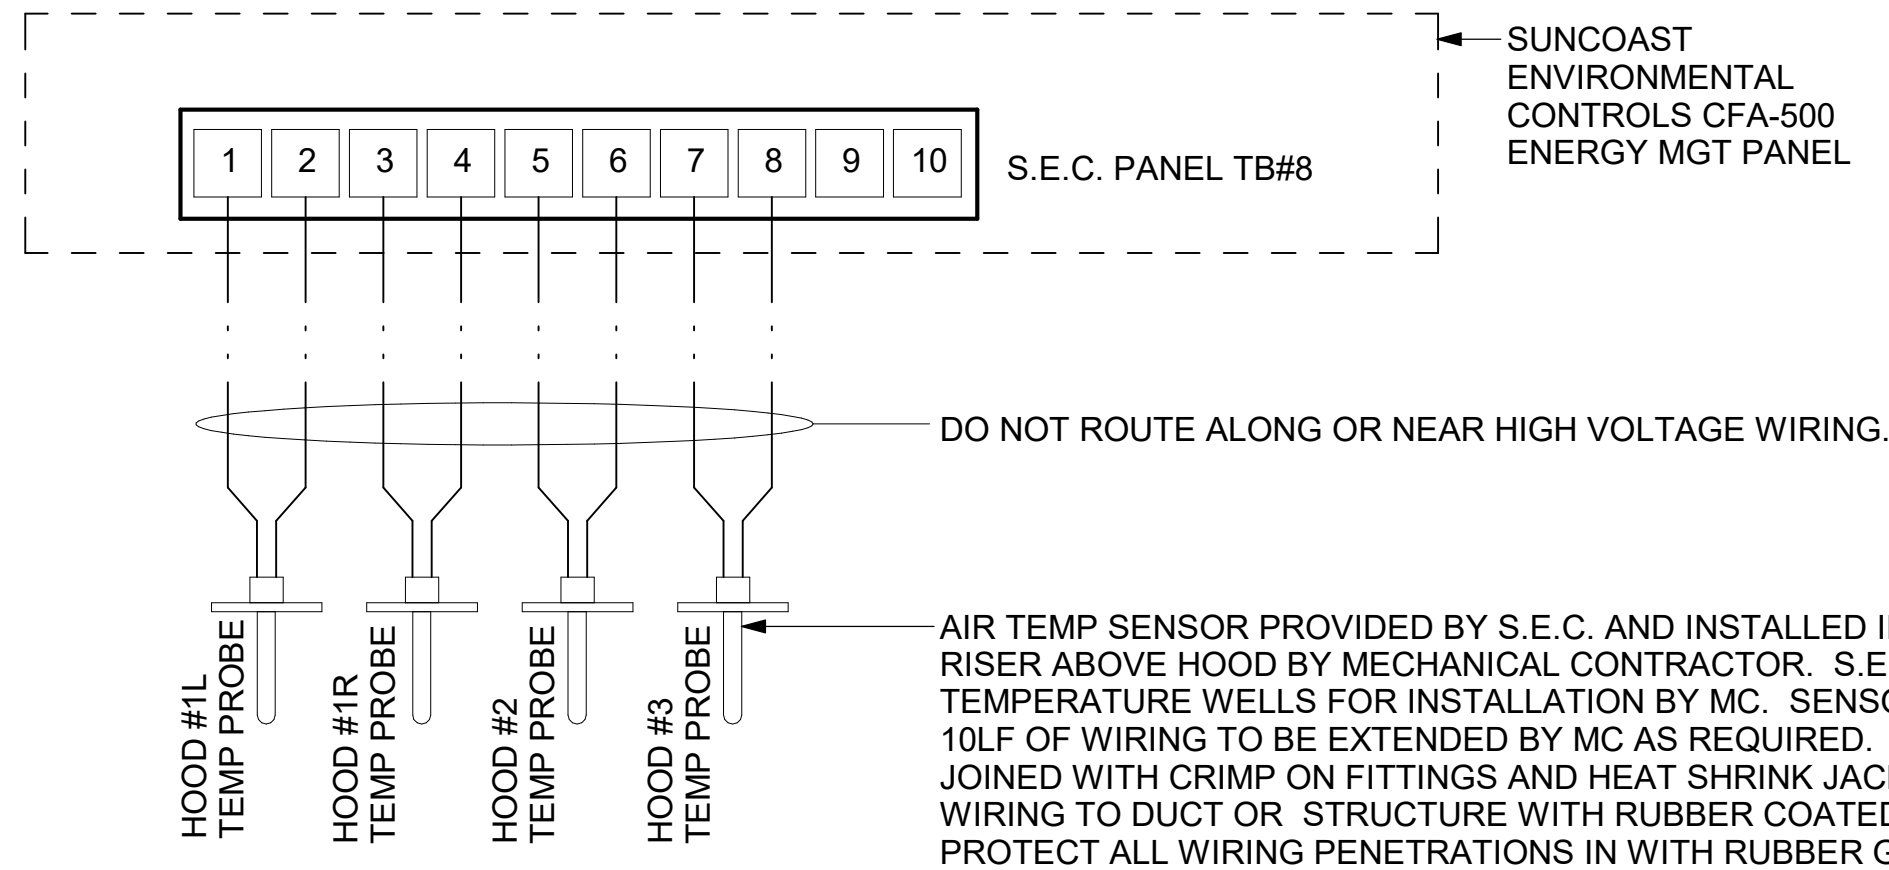 SUNCOAST
ENVIRONMENTAL
CONTROLS CFA-500
ENERGY MGT PANEL
1 2 3 4 5 6 7 8 9 10
S.E.C. PANEL TB#8
DO NOT ROUTE ALONG OR NEAR HIGH VOLTAGE WIRING.
HOOD #1L
TEMP PROBE
HOOD #1R
TEMP PROBE
HOOD #2
TEMP PROBE
HOOD #3
TEMP PROBE
AIR TEMP SENSOR PROVIDED BY S.E.C. AND INSTALLED
RISER ABOVE HOOD BY MECHANICAL CONTRACTOR. S.E
TEMPERATURE WELLS FOR INSTALLATION BY MC.
10LF OF WIRING TO BE EXTENDED BY MC AS REQUIRED.
JOINED WITH CRIMP ON FITTINGS AND HEAT SHRINK
WIRING TO DUCT OR STRUCTURE WITH RUBBER COATED
PROTECT ALL WIRING PENETRATIONS IN WITH RUBBER